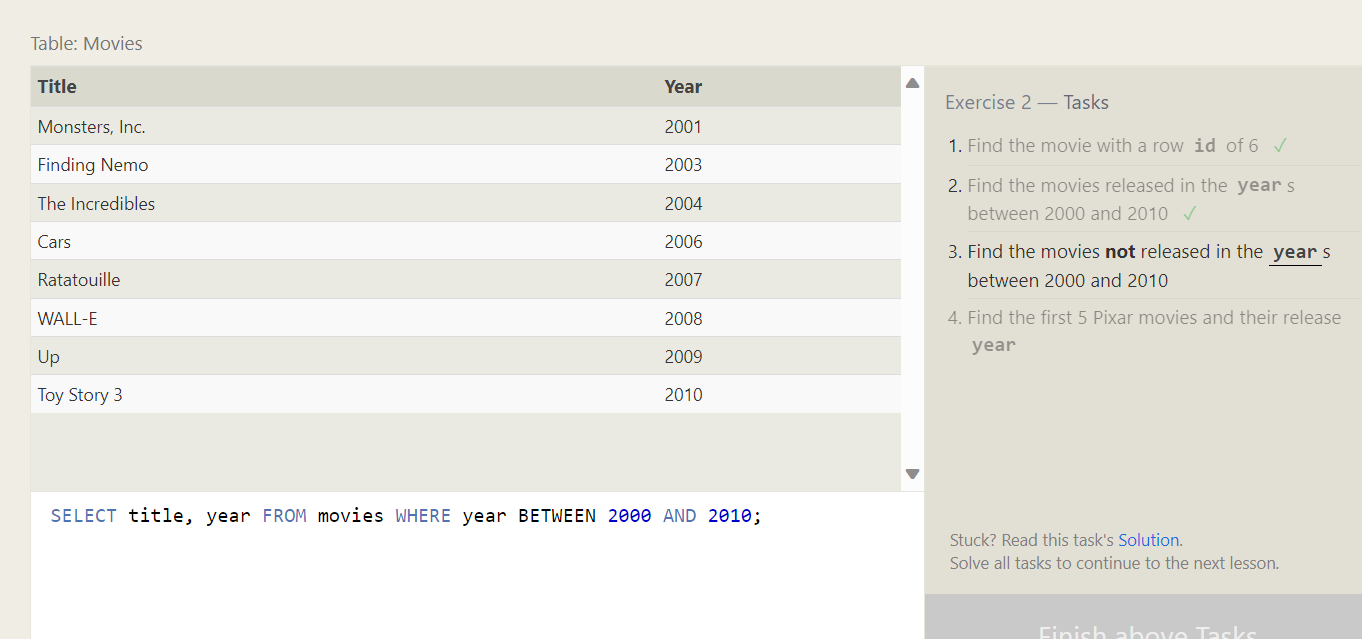 Table: Movies
Title Year
Monsters, Inc. 2001
Finding Nemo 2003
The Incredibles 2004
Cars 2006
Ratatouille 2007
WALL-E 2008
Up 2009
Toy Story 3 2010
SELECT title, year FROM movies WHERE year BETWEEN 2000 AND 2010;
Exercise 2 — Tasks
1. Find the movie with a row id of 6 ✓
2. Find the movies released in the year s
between 2000 and 2010 ✓
3. Find the movies not released in the year s
between 2000 and 2010
4. Find the first 5 Pixar movies and their release
year
Stuck? Read this task's Solution.
Solve all tasks to continue to the next lesson.
Finish above Tasks